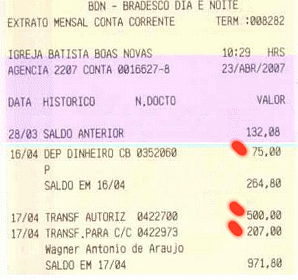 BDN - BRADESCO DIA E NOITE
EXTRATO MENSAL CONTA CORRENTE TERM :008282
IGREJA BATISTA BOAS NOVAS 10:29 HRS
AGENCIA 2207 CONTA 0016627-8 23/ABR/2007
DATA HISTORICO N.DOCTO VALOR
28/03 SALDO ANTERIOR 132,08
16/04 DEP DINHEIRO CB 0352060 75,00
P
SALDO EM 16/04 264,80
17/04 TRANSF AUTORIZ 0422700 500,00
17/04 TRANSF.PARA C/C 0422973 207,00
Wagner Antonio de Araujo
SALDO EM 17/04 971,80